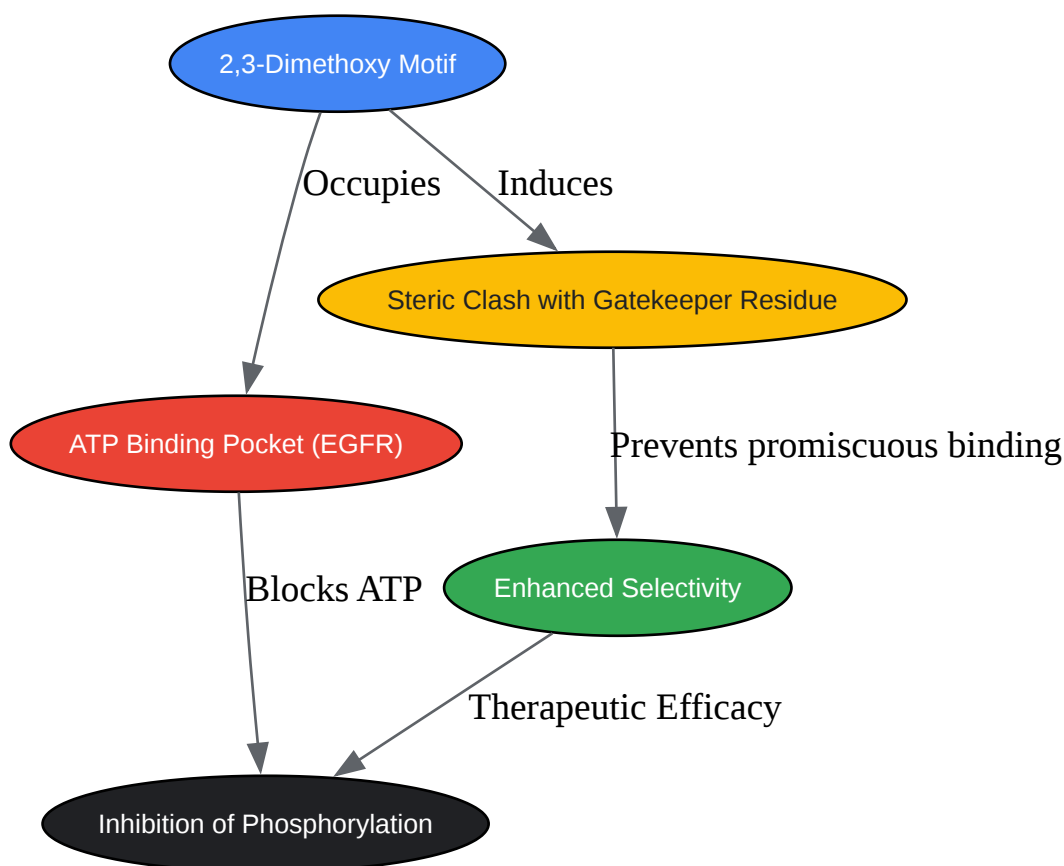 2,3-Dimethoxy Motif
Occupies
Induces
Steric Clash with Gatekeeper Residue
ATP Binding Pocket (EGFR)
Prevents promiscuous binding
Blocks ATP
Enhanced Selectivity
Therapeutic Efficacy
Inhibition of Phosphorylation